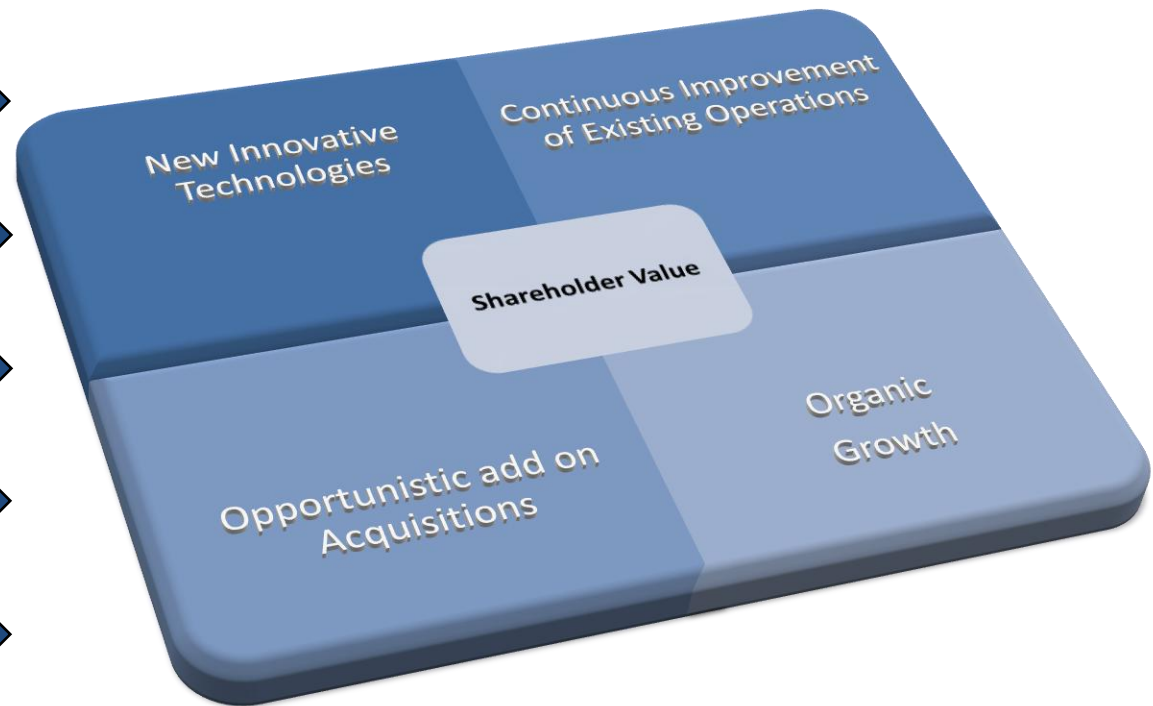 New Innovative
Technologies
Continuous Improvement
of Existing Operations
Shareholder Value
Opportunistic add on
Acquisitions
Organic
Growth